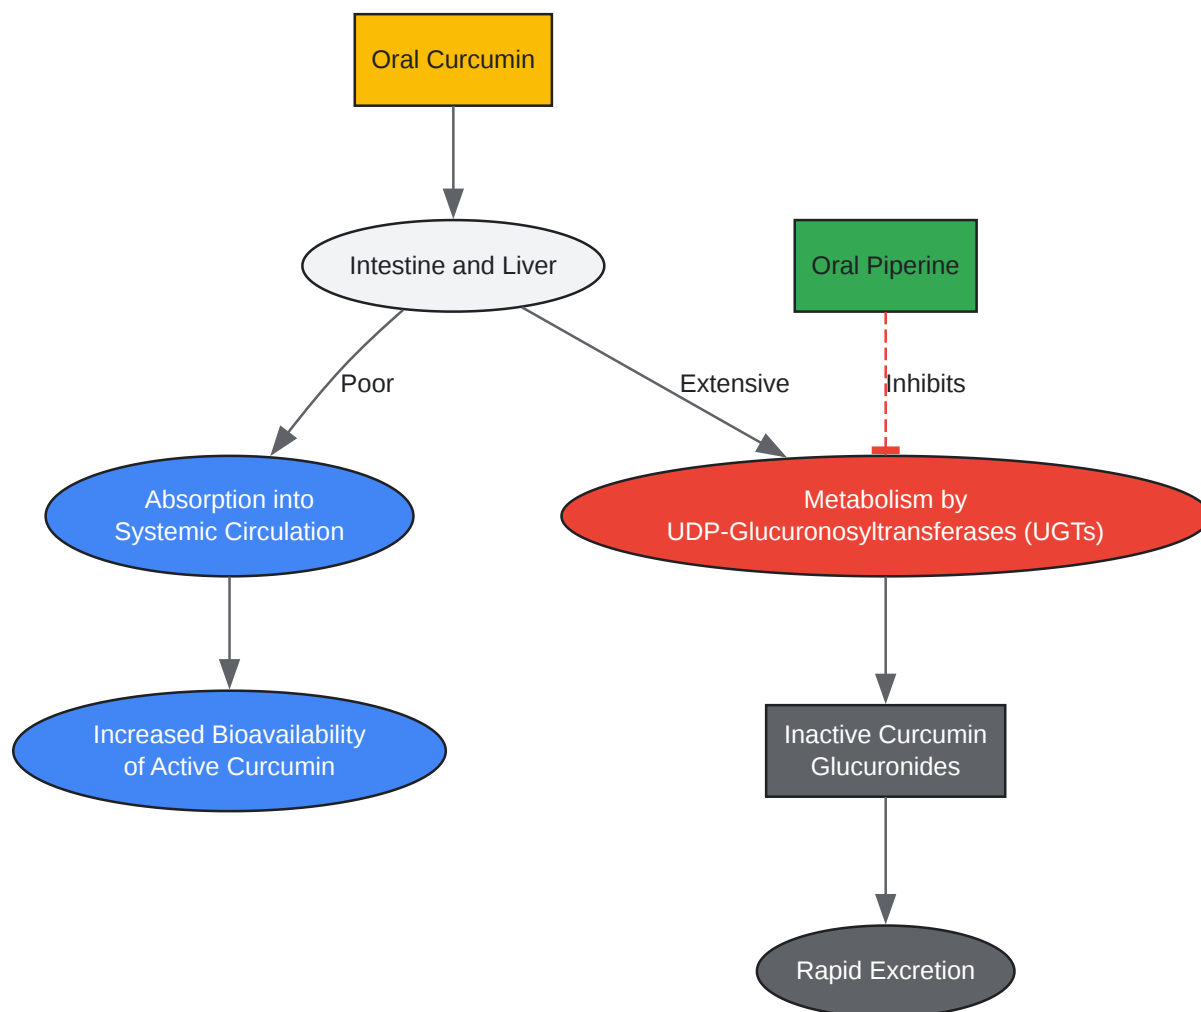 Oral Curcumin
Intestine and Liver
Oral Piperine
Poor
Extensive
Inhibits
Absorption into
Systemic Circulation
Metabolism by
UDP-Glucuronosyltransferases (UGTs)
Increased Bioavailability
of Active Curcumin
Inactive Curcumin
Glucuronides
Rapid Excretion